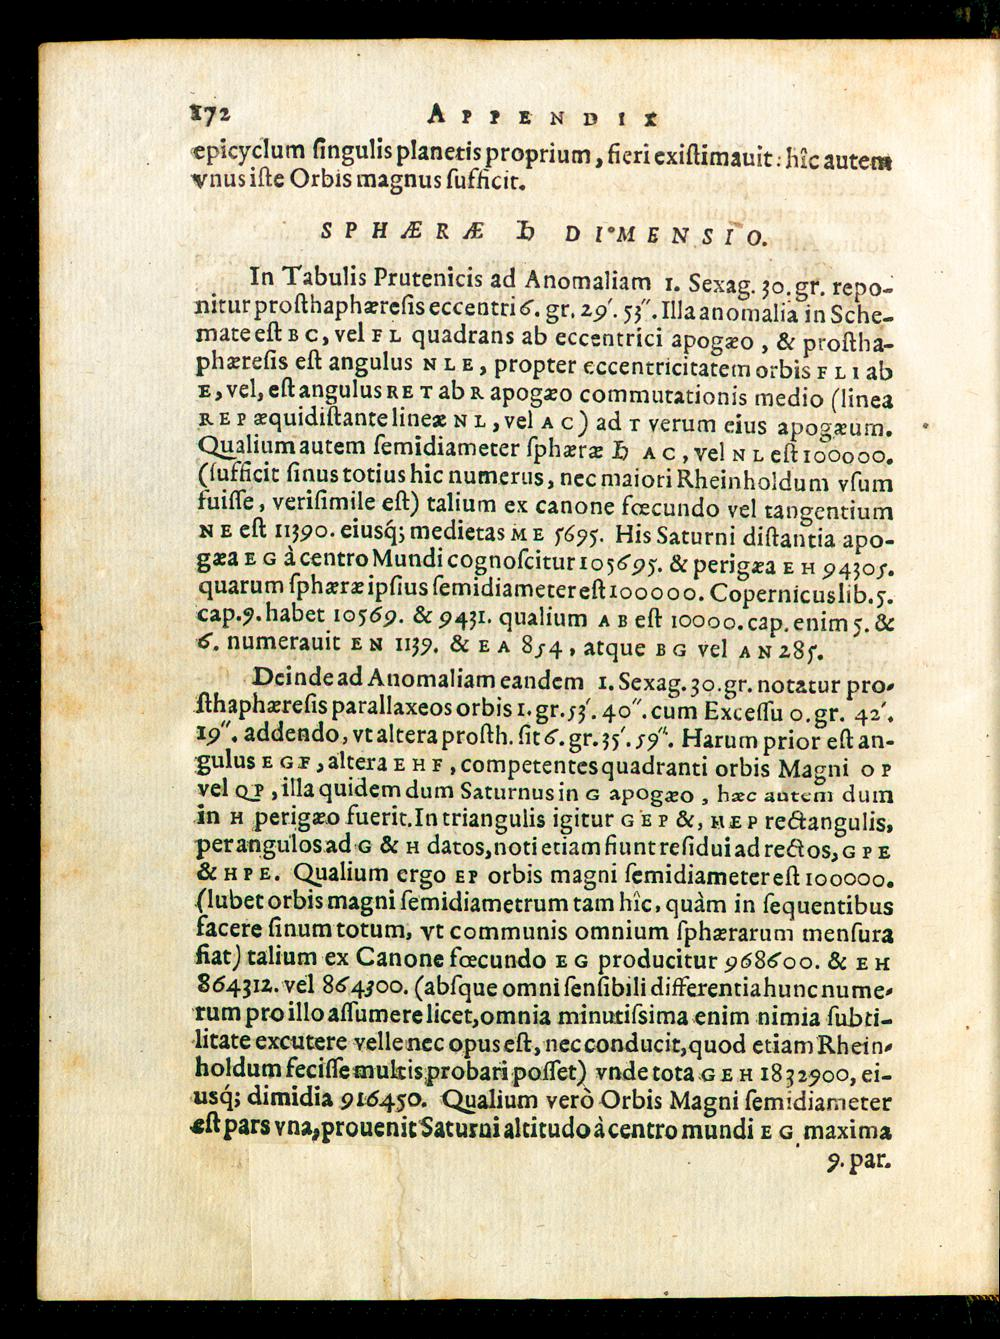 172 APPENDIX
epicyclum ſingulis planetis proprium, fieri exiſtimauit: hîc autem
vnus iſte Orbis magnus ſufficit.
SPHÆRÆ ♄ DIMENSIO.
In Tabulis Prutenicis ad Anomaliam 1. Sexag. 30. gr. repo-
nitur proſthaphæreſis eccentri 6. gr. 29′. 53″. Illa anomalia in Sche-
mate eſt B C, vel F L quadrans ab eccentrici apogæo, & proſtha-
phæreſis eſt angulus N L E, propter eccentricitatem orbis F L I ab
E, vel, eſt angulus R E T ab R apogæo commutationis medio (linea
R E P æquidiſtante lineæ N L, vel A C) ad T verum eius apogæum.
Qualium autem ſemidiameter ſphæræ ♄ A C, vel N L eſt 100000.
(ſufficit ſinus totius hic numerus, nec maiori Rheinholdum vſum
fuiſſe, veriſimile eſt) talium ex canone fœcundo vel tangentium
N E eſt 11390. eiusq́; medietas M E 5695. His Saturni diſtantia apo-
gæa E G à centro Mundi cognoſcitur 105695. & perigæa E H 94305.
quarum ſphæræ ipſius ſemidiameter eſt 100000. Copernicus lib. 5.
cap. 9. habet 10569. & 9431. qualium A B eſt 10000. cap. enim 5. &
6. numerauit E N 1139. & E A 854, atque B G vel A N 285.
Deinde ad Anomaliam eandem 1. Sexag. 30. gr. notatur pro-
ſthaphæreſis parallaxeos orbis 1. gr. 53′. 40″. cum Exceſſu 0. gr. 42′.
19″. addendo, vt altera proſth. ſit 6. gr. 35′. 59″. Harum prior eſt an-
gulus E G F, altera E H F, competentes quadranti orbis Magni O P
vel Q P, illa quidem dum Saturnus in G apogæo, hæc autem dum
in H perigæo fuerit. In triangulis igitur G E P &, H E P rectangulis,
per angulos ad G & H datos, noti etiam fiunt reſidui ad rectos, G P E
& H P E. Qualium ergo E P orbis magni ſemidiameter eſt 100000.
(lubet orbis magni ſemidiametrum tam hîc, quàm in ſequentibus
facere ſinum totum, vt communis omnium ſphærarum menſura
fiat) talium ex Canone fœcundo E G producitur 968600. & E H
864312. vel 864300. (abſque omni ſenſibili differentia hunc nume-
rum pro illo aſſumere licet, omnia minutiſsima enim nimia ſubti-
litate excutere velle nec opus eſt, nec conducit, quod etiam Rhein-
holdum feciſſe multis probari poſſet) vnde tota G E H 1832900, ei-
usq́; dimidia 916450. Qualium verò Orbis Magni ſemidiameter
eſt pars vna, prouenit Saturni altitudo à centro mundi E G maxima
9. par.